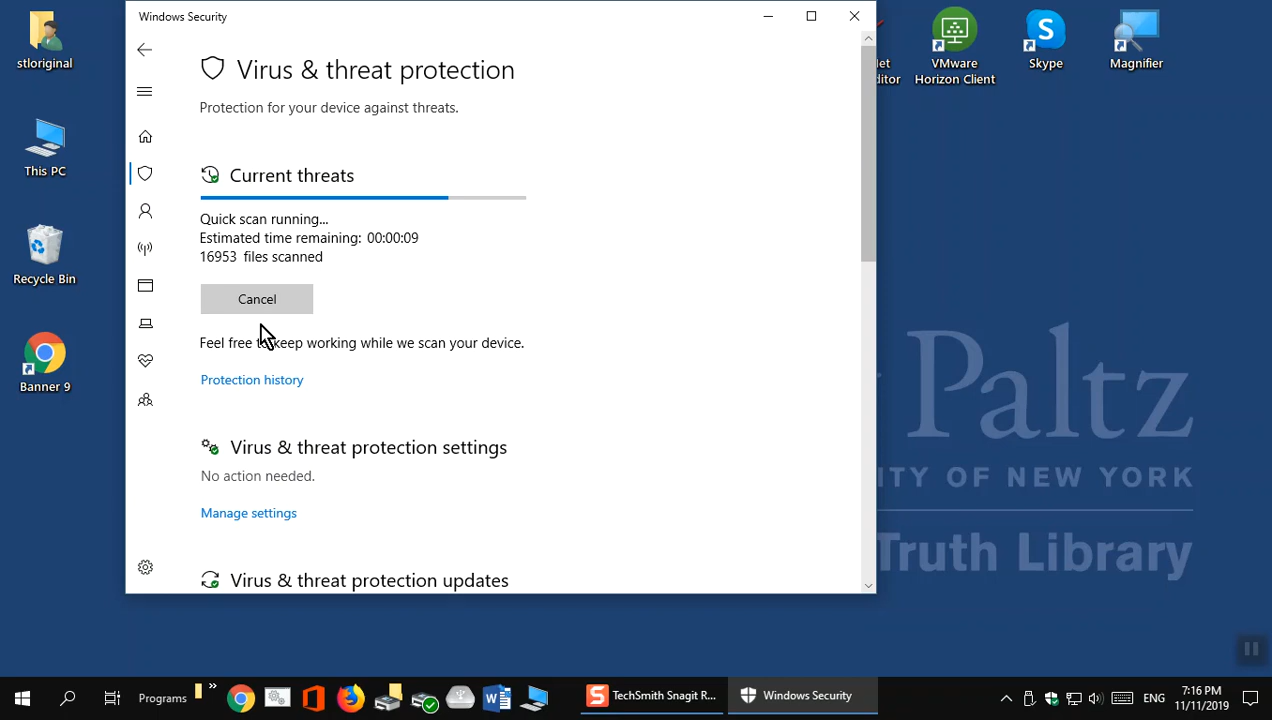 Windows Security
stloriginal
This PC
Recycle Bin
Banner 9
Virus & threat protection
Protection for your device against threats.
Current threats
Quick scan running...
Estimated time remaining: 00:00:09
16953 files scanned
Cancel
Feel free to keep working while we scan your device.
Protection history
Virus & threat protection settings
No action needed.
Manage settings
Virus & threat protection updates
VMware
Horizon Client
Skype
Magnifier
Paltz
OF NEW YORK
Truth Library
Programs
»
TechSmith Snagit R...
Windows Security
ENG
7:16 PM
11/11/2019